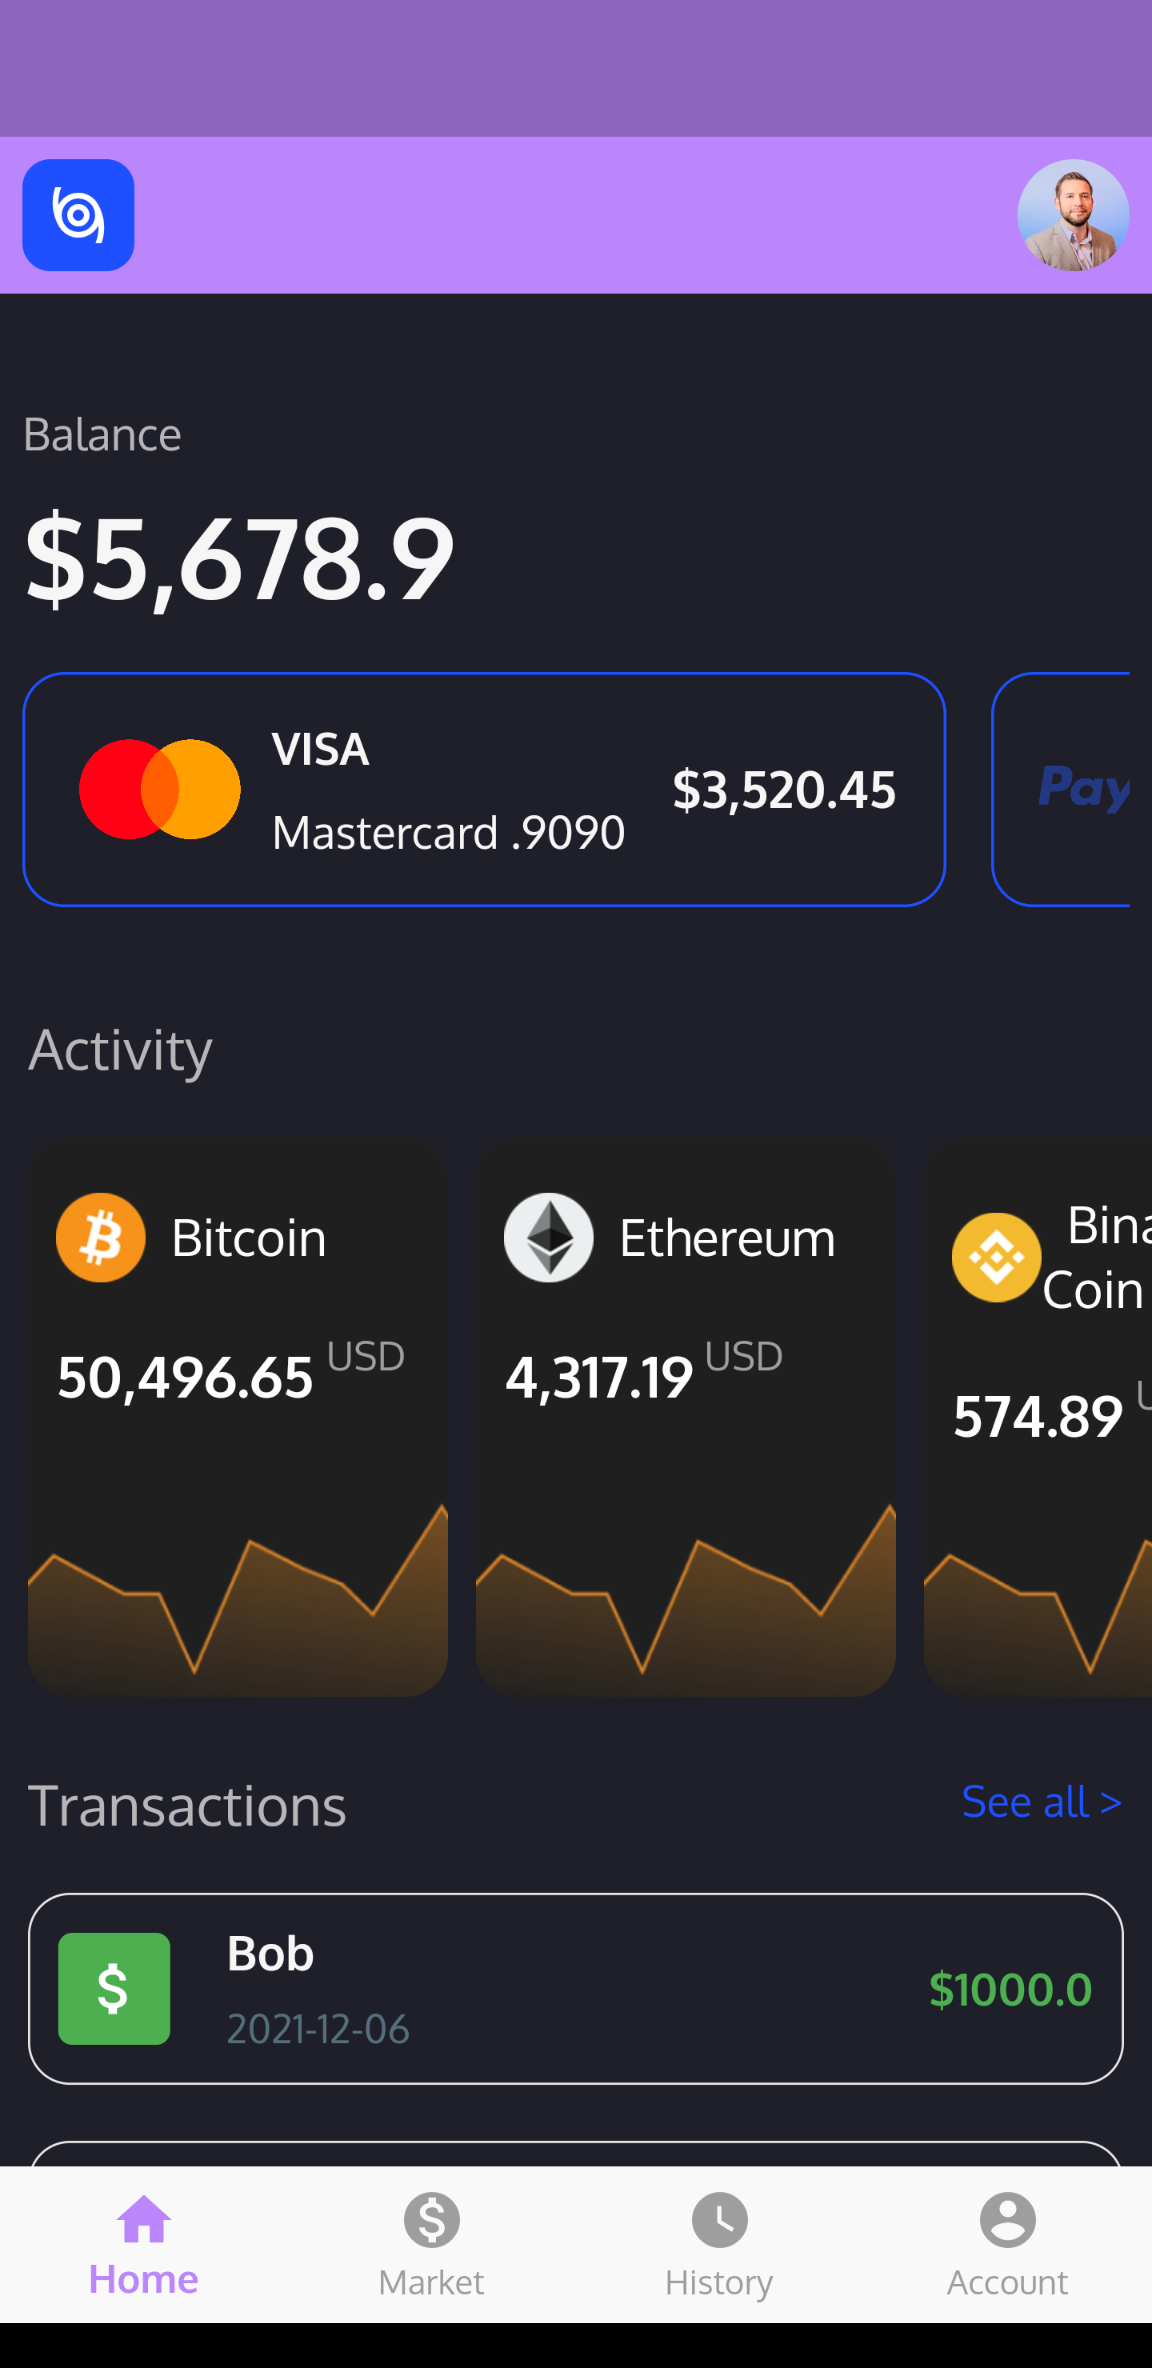 Balance
$5,678.9
VISA
Mastercard .9090
$3,520.45
Pay
Activity
Bitcoin
50,496.65 USD
Ethereum
4,317.19 USD
Bina
Coin
574.89 U
Transactions
See all >
$
Bob
2021-12-06
$1000.0
Home
Market
History
Account